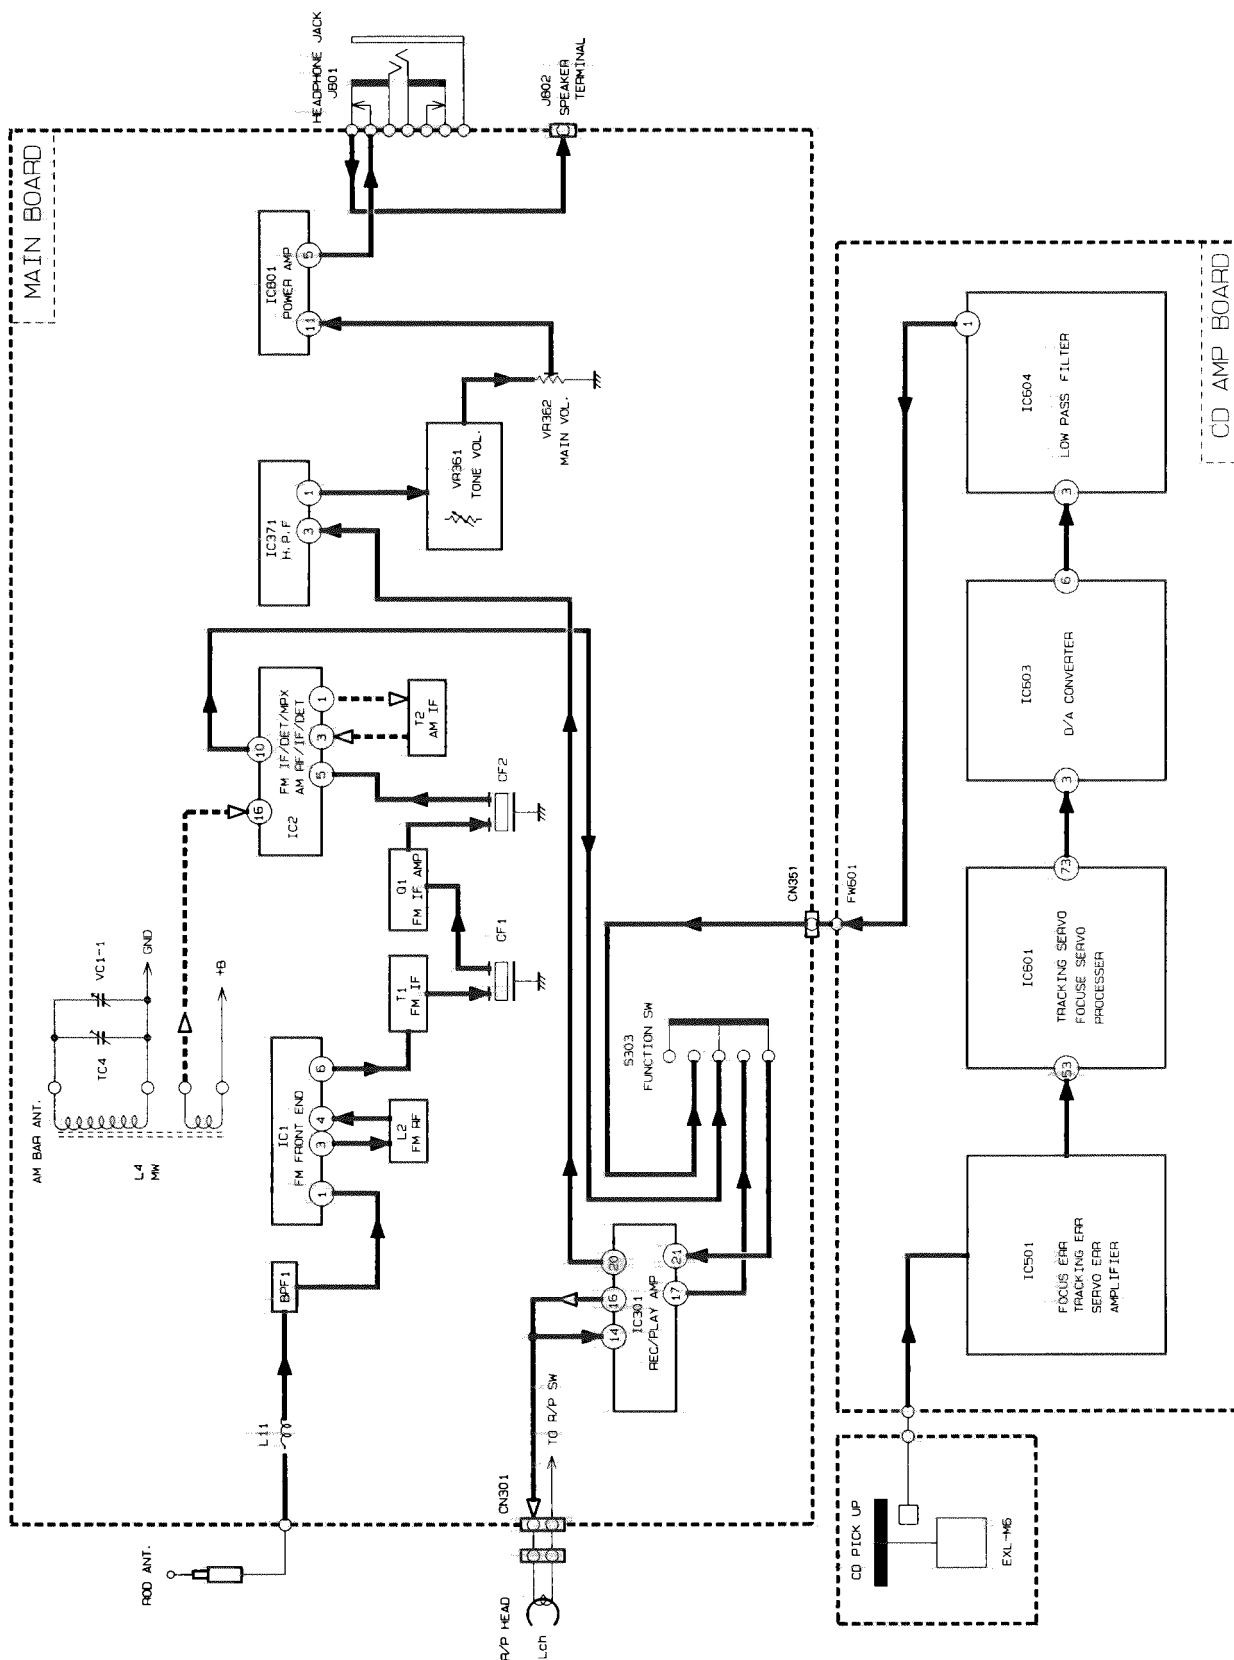 MAIN BOARD
ROD ANT.
L11
BPF1
AM BAR ANT.
L4
MW
TC4
VC1-1
GND
+B
IC1
FM FRONT END
1
3
4
6
L2
FM RF
T1
FM IF
CF1
Q1
FM IF AMP
CF2
16
10
IC2
FM IF/DET/MPX
AM RF/IF/DET
5
3
1
T2
AM IF
IC371
H.P.F
3
1
VR361
TONE VOL.
VR362
MAIN VOL.
IC801
POWER AMP
11
5
HEADPHONE JACK
J801
J802
SPEAKER
TERMINAL
R/P HEAD
Lch
CN301
TO R/P SW
14
16
20
IC301
REC/PLAY AMP
17
21
S303
FUNCTION SW
CN351
FW601
CD PICK UP
EXL-M6
IC501
FOCUS ERR
TRACKING ERR
SERVO ERR
AMPLIFIER
53
IC601
TRACKING SERVO
FOCUSE SERVO
PROCESSER
73
3
IC603
D/A CONVERTER
6
3
IC604
LOW PASS FILTER
1
CD AMP BOARD